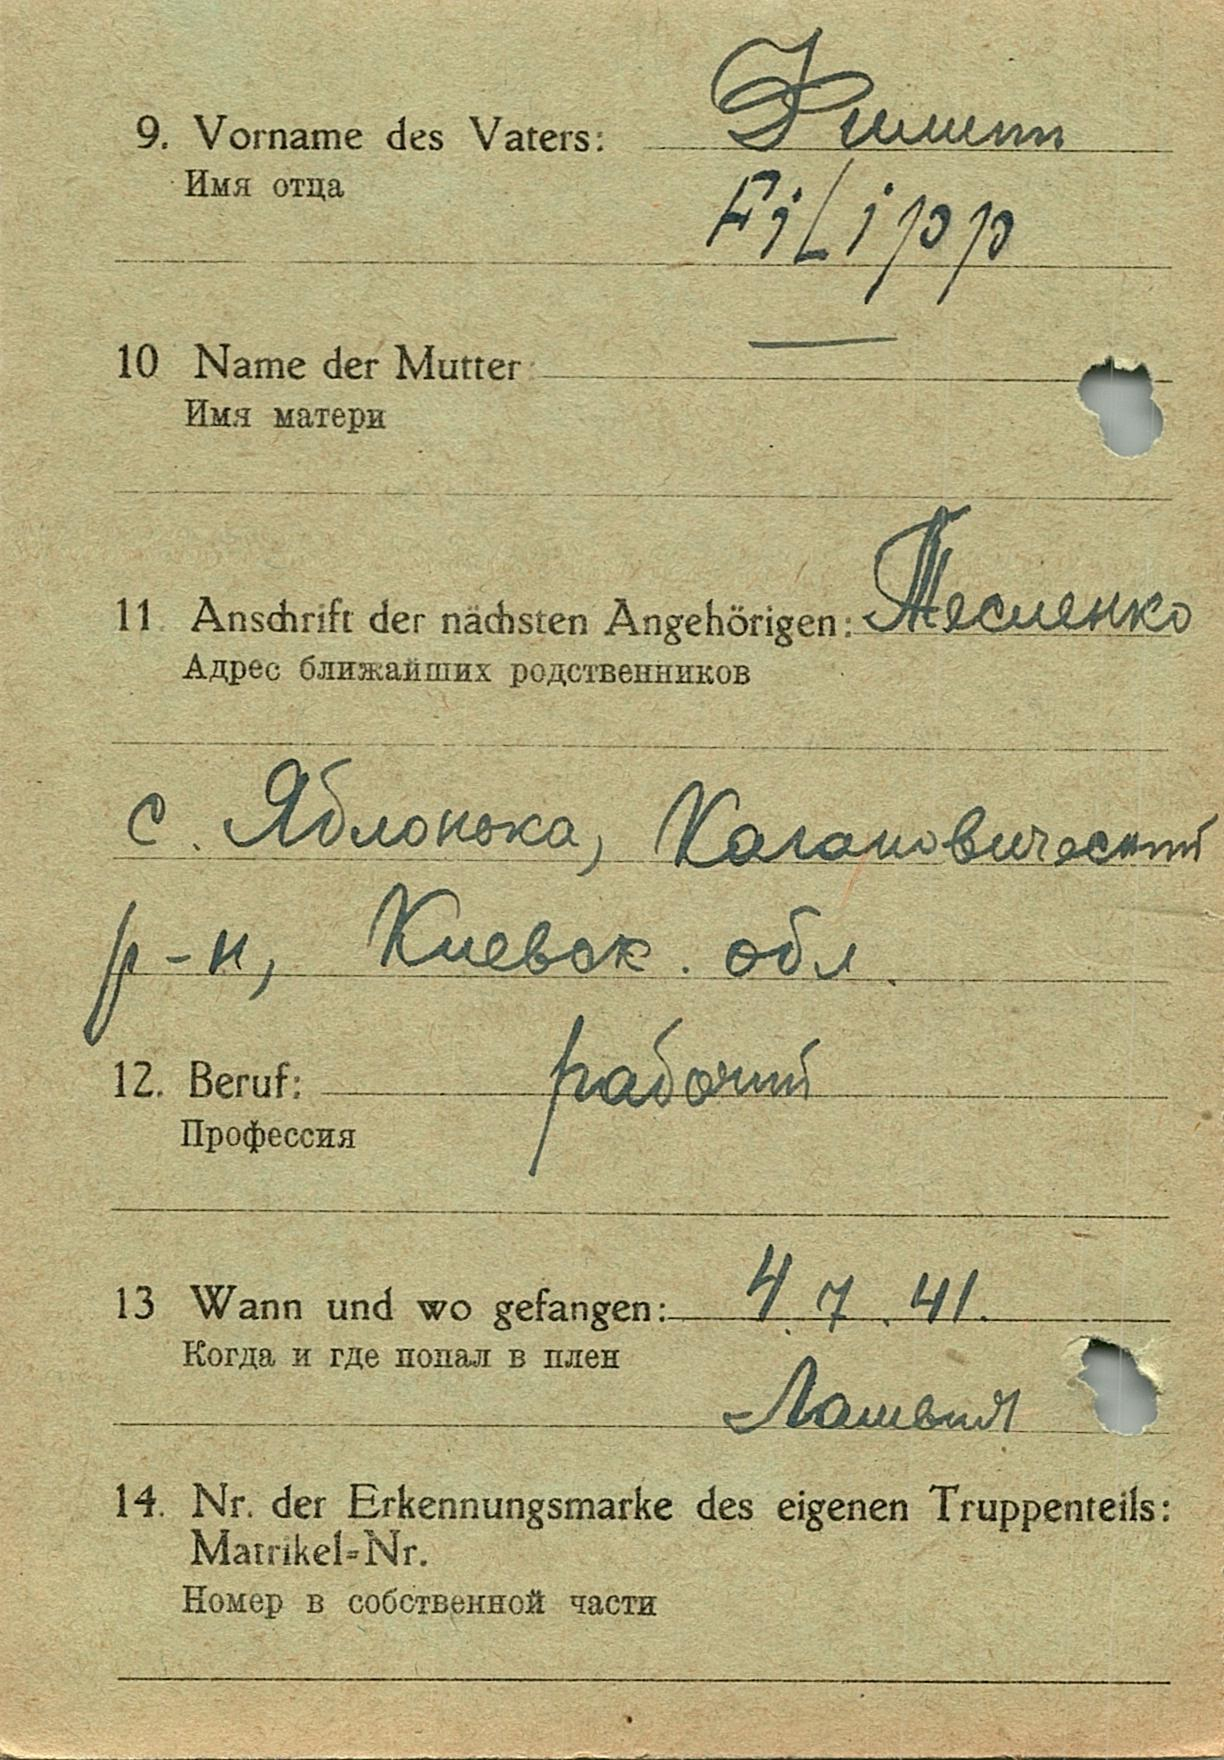 9. Vorname des Vaters: Филипп
Имя отца
FiLipp
10 Name der Mutter —
Имя матери
11 Anschrift der nächsten Angehörigen: Тесленко
Адрес ближайших родственников
с. Яблонька, Кагановический
р-н, Киевск. обл.
12. Beruf: рабочий
Профессия
13 Wann und wo gefangen: 4.7.41.
Когда и где попал в плен
Латвия
14. Nr. der Erkennungsmarke des eigenen Truppenteils:
Matrikel=Nr.
Номер в собственной части